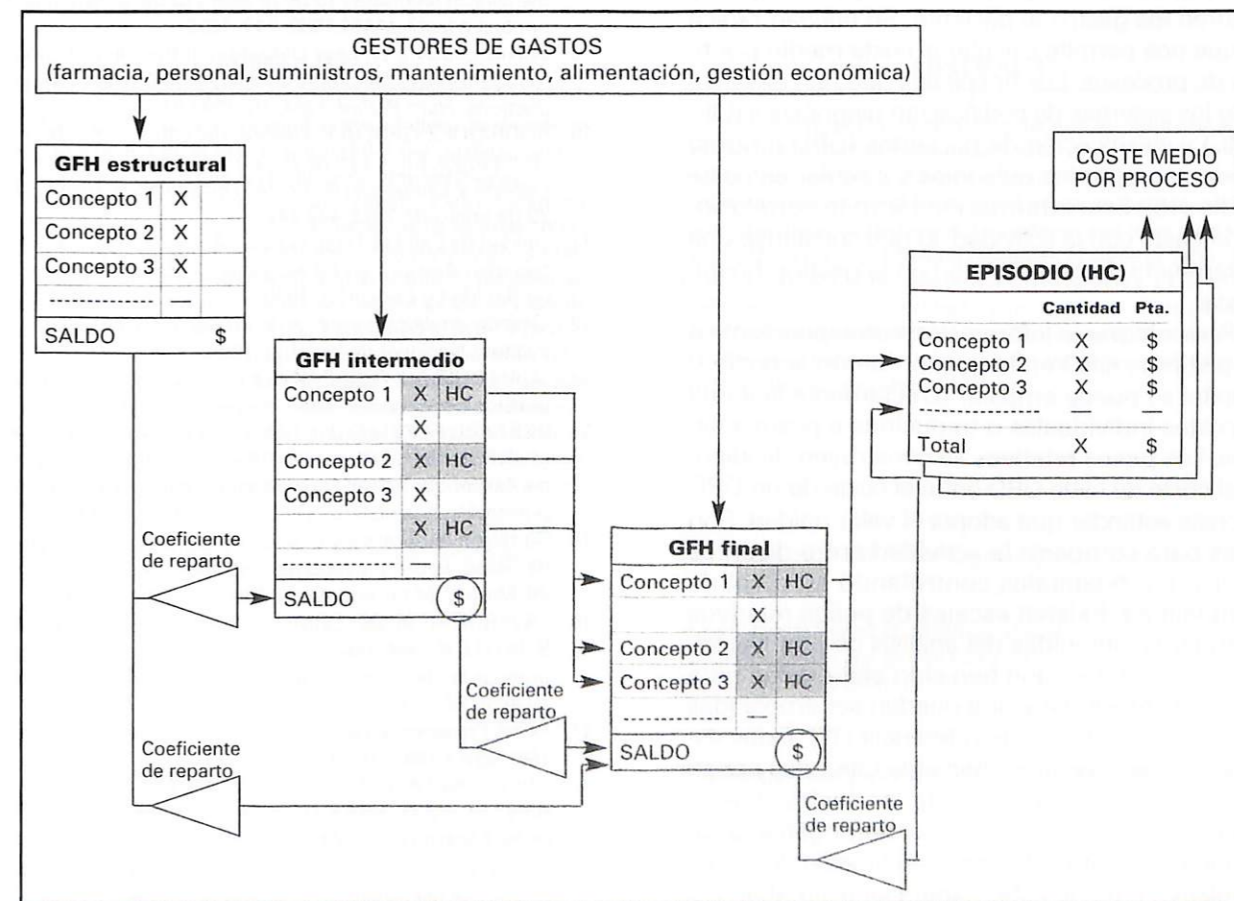 GESTORES DE GASTOS
(farmacia, personal, suministros, mantenimiento, alimentación, gestión económica)
GFH estructural
Concepto 1 X
Concepto 2 X
Concepto 3 X
SALDO $
COSTE MEDIO
POR PROCESO
EPISODIO (HC)
Cantidad Pta.
Concepto 1 X $
Concepto 2 X $
Concepto 3 X $
Total X $
GFH intermedio
Concepto 1 X HC
X
Concepto 2 X HC
Concepto 3 X
X HC
SALDO $
Coeficiente
de reparto
GFH final
Concepto 1 X HC
X
Concepto 2 X HC
Concepto 3 X HC
SALDO $
Coeficiente
de reparto
Coeficiente
de reparto
Coeficiente
de reparto